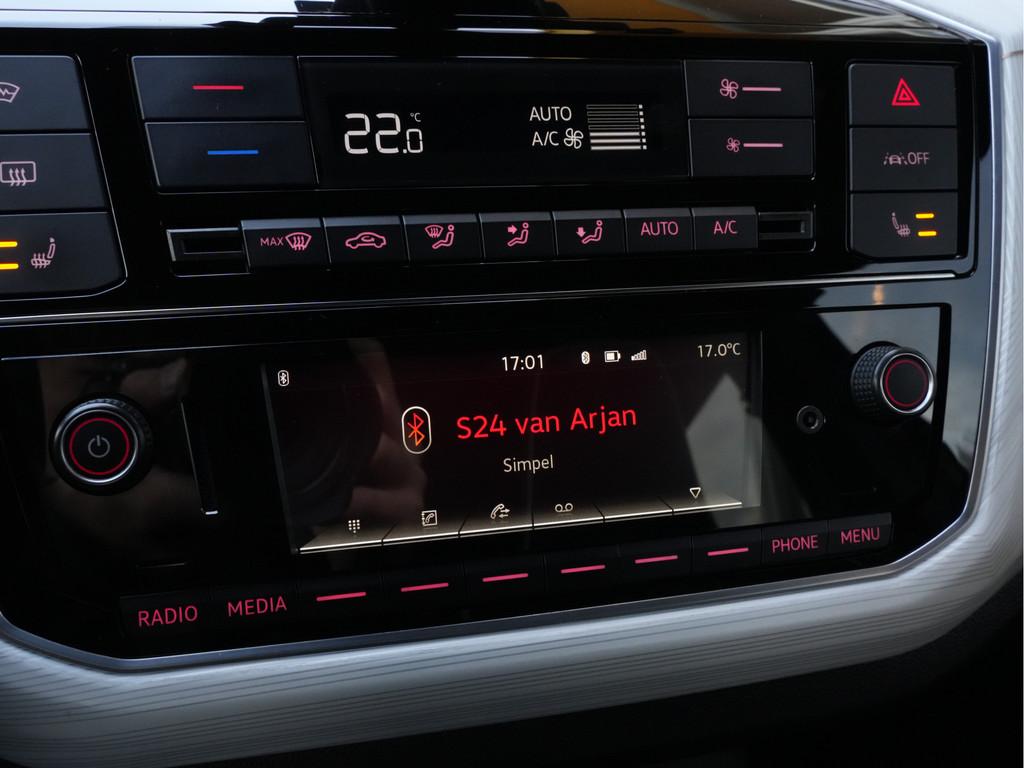 22.0 °C
AUTO
A/C
OFF
MAX
AUTO
A/C
17:01
17.0°C
S24 van Arjan
Simpel
RADIO
MEDIA
PHONE
MENU